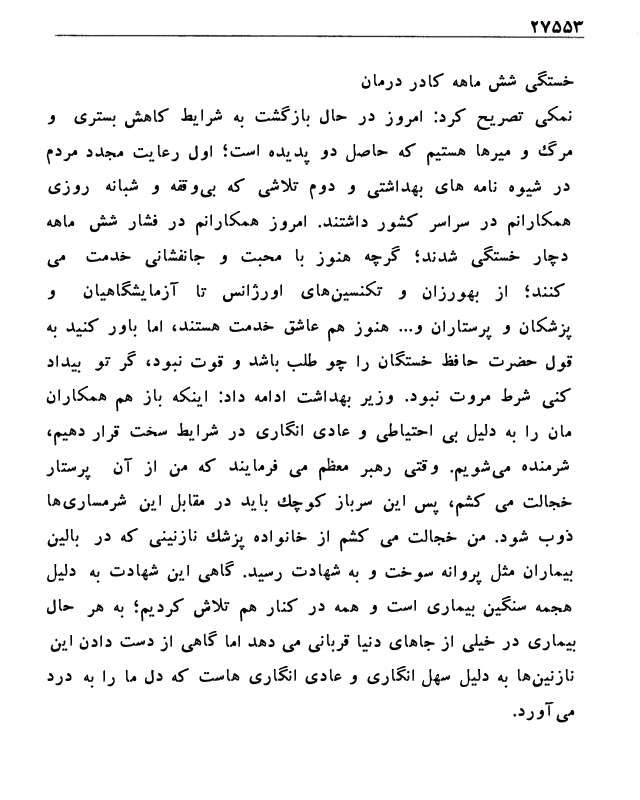 ۲۷۵۵۳
خستگی شش ماهه کادر درمان
نمکی تصریح کرد: امروز در حال بازگشت به شرایط کاهش بستری و
مرگ و میرها هستیم که حاصل دو پدیده است؛ اول رعایت مجدد مردم
در شیوه نامه های بهداشتی و دوم تلاشی که بی‌وقفه و شبانه روزی
همکارانم در سراسر کشور داشتند. امروز همکارانم در فشار شش ماهه
دچار خستگی شدند؛ گرچه هنوز با محبت و جانفشانی خدمت می
کنند؛ از بهورزان و تکنسین‌های اورژانس تا آزمایشگاهیان و
پزشکان و پرستاران و... هنوز هم عاشق خدمت هستند، اما باور کنید به
قول حضرت حافظ خستگان را چو طلب باشد و قوت نبود، گر تو بیداد
کنی شرط مروت نبود. وزیر بهداشت ادامه داد: اینکه باز هم همکاران
مان را به دلیل بی احتیاطی و عادی انگاری در شرایط سخت قرار دهیم،
شرمنده می‌شویم. وقتی رهبر معظم می فرمایند که من از آن پرستار
خجالت می کشم، پس این سرباز کوچك باید در مقابل این شرمساری‌ها
ذوب شود. من خجالت می کشم از خانواده پزشك نازنینی که در بالین
بیماران مثل پروانه سوخت و به شهادت رسید. گاهی این شهادت به دلیل
هجمه سنگین بیماری است و همه در کنار هم تلاش کردیم؛ به هر حال
بیماری در خیلی از جاهای دنیا قربانی می دهد اما گاهی از دست دادن این
نازنین‌ها به دلیل سهل انگاری و عادی انگاری هاست که دل ما را به درد
می‌آورد.